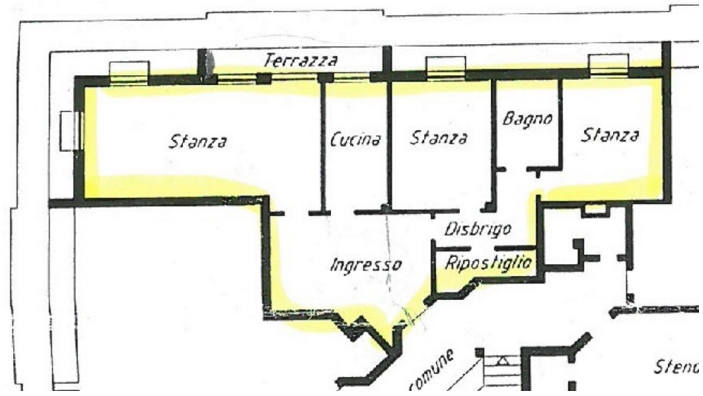 Terrazza
Stanza
Cucina
Stanza
Bagno
Stanza
Disbrigo
Ingresso
Ripostiglio
comune
Stend